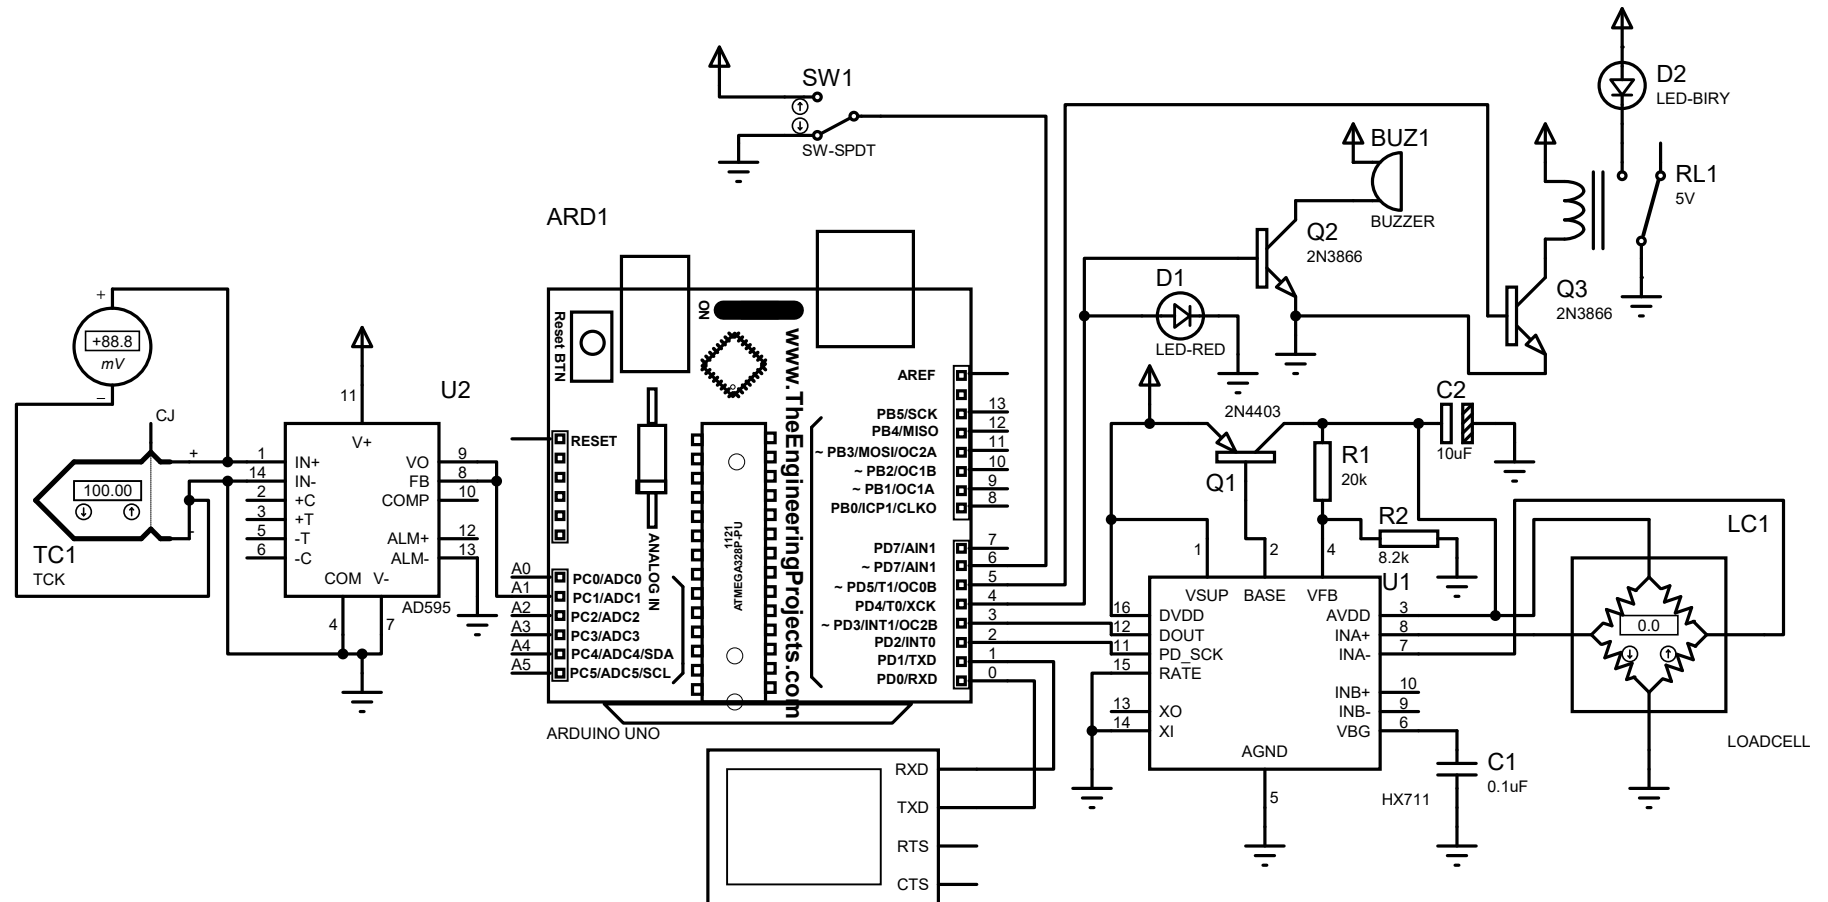 SW1
SW-SPDT
D2
LED-BIRY
BUZ1
BUZZER
RL1
5V
Q2
2N3866
Q3
2N3866
D1
LED-RED
ARD1
ARDUINO UNO
ON
Reset BTN
www.TheEngineeringProjects.com
ANALOG IN
1121
ATMEGA328P-PU
RESET
A0 PC0/ADC0
A1 PC1/ADC1
A2 PC2/ADC2
A3 PC3/ADC3
A4 PC4/ADC4/SDA
A5 PC5/ADC5/SCL
AREF
PB5/SCK 13
PB4/MISO 12
~ PB3/MOSI/OC2A 11
~ PB2/OC1B 10
~ PB1/OC1A 9
PB0/ICP1/CLKO 8
PD7/AIN1 7
~ PD7/AIN1 6
~ PD5/T1/OC0B 5
PD4/T0/XCK 4
~ PD3/INT1/OC2B 3
PD2/INT0 2
PD1/TXD 1
PD0/RXD 0
+
+88.8
mV
−
CJ
+
100.00
-
TC1
TCK
U2
AD595
11
V+
1 IN+
14 IN-
2 +C
3 +T
5 -T
6 -C
VO 9
FB 8
COMP 10
ALM+ 12
ALM- 13
COM V-
4 7
RXD
TXD
RTS
CTS
2N4403
Q1
R1
20k
R2
8.2k
C2
10uF
U1
HX711
1 2 4
VSUP BASE VFB
16 DVDD
12 DOUT
11 PD_SCK
15 RATE
13 XO
14 XI
AVDD 3
INA+ 8
INA- 7
INB+ 10
INB- 9
VBG 6
AGND
5
C1
0.1uF
LC1
0.0
LOADCELL